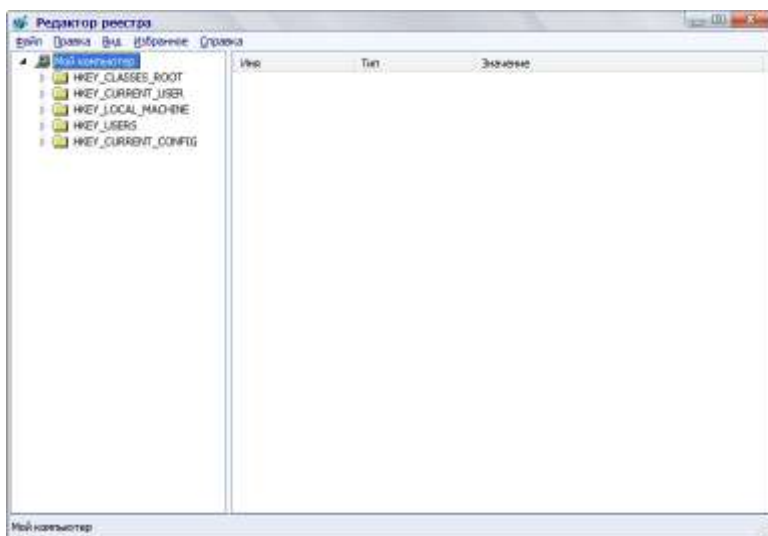 Редактор реестра
Файл Правка Вид Избранное Справка
Мой компьютер
HKEY_CLASSES_ROOT
HKEY_CURRENT_USER
HKEY_LOCAL_MACHINE
HKEY_USERS
HKEY_CURRENT_CONFIG
Имя Тип Значение
Мой компьютер